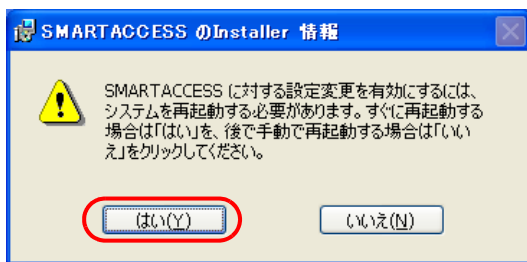 SMARTACCESS のInstaller 情報
SMARTACCESS に対する設定変更を有効にするには、
システムを再起動する必要があります。すぐに再起動する
場合は「はい」を、後で手動で再起動する場合は「いい
え」をクリックしてください。
はい(Y)
いいえ(N)